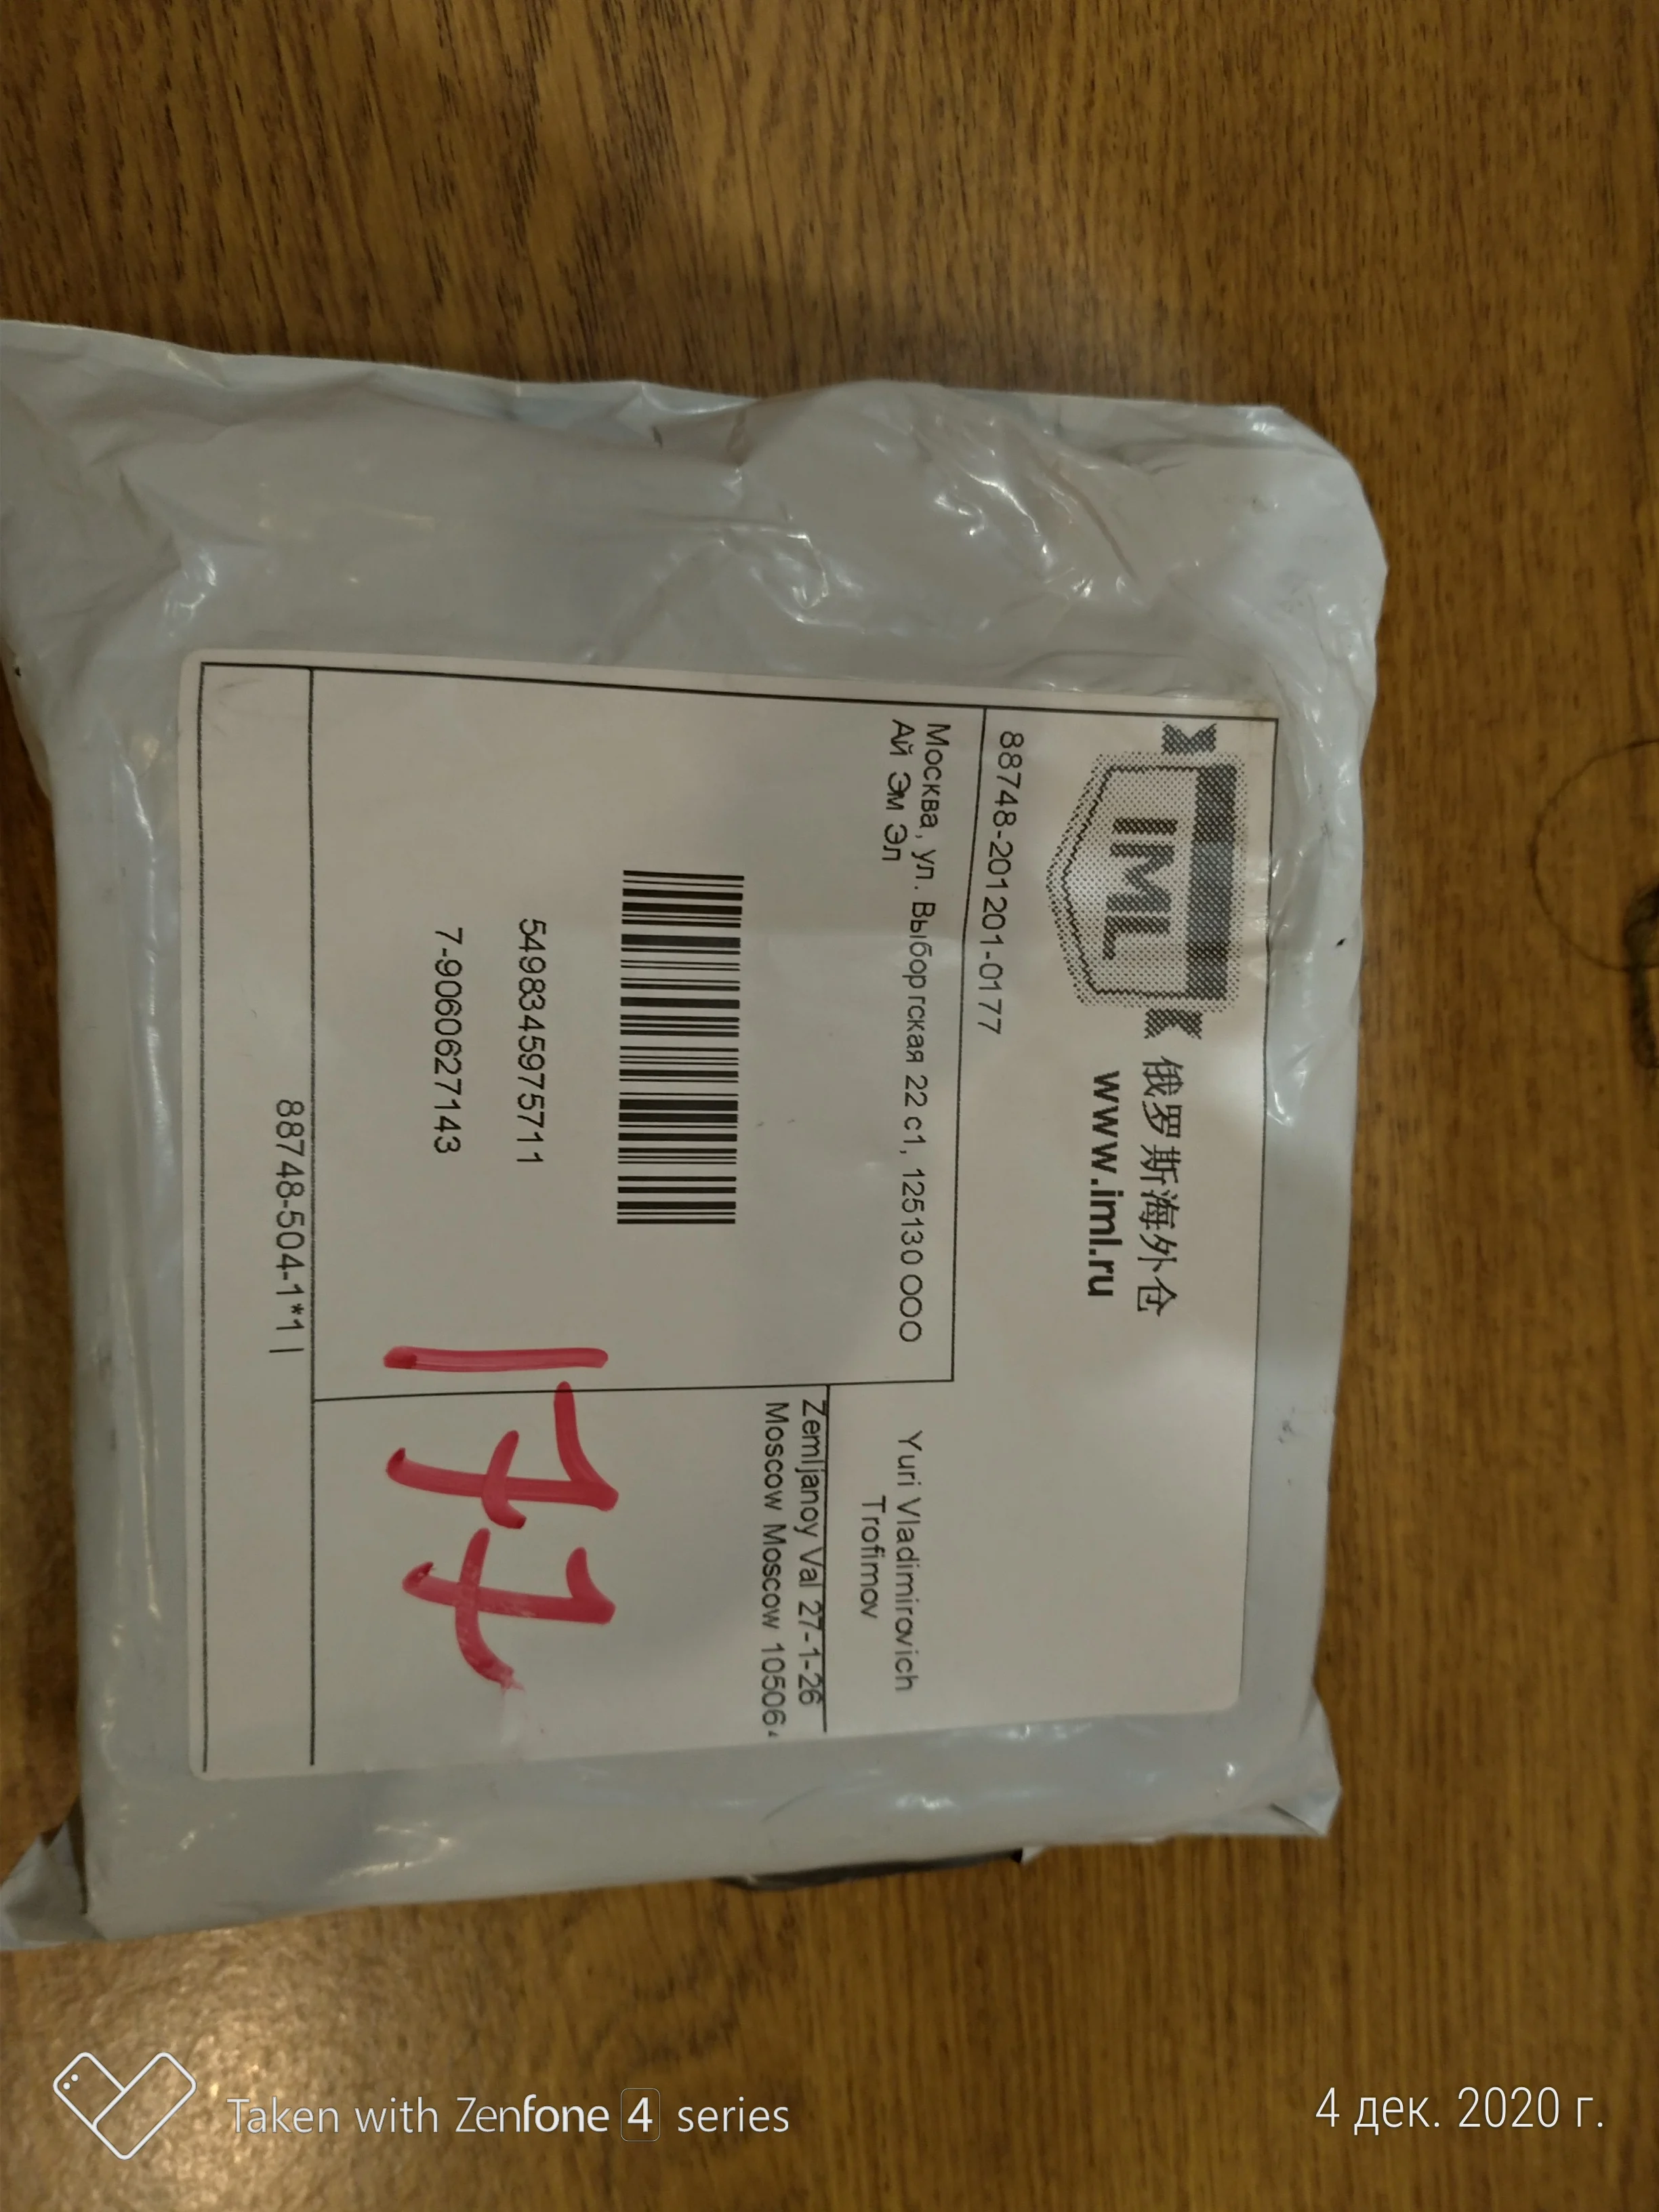 IML
俄罗斯海外仓
www.iml.ru
88748-201201-0177
Москва, ул. Выборгская 22 с1, 125130 ООО
Ай Эм Эл
Yuri Vladimirovich
Trofimov
Zemljanoy Val 27-1-26
Moscow Moscow
5498345975711
7-9060627143
177
88748-504-1*1|
Taken with Zenfone 4 series
4 дек. 2020 г.